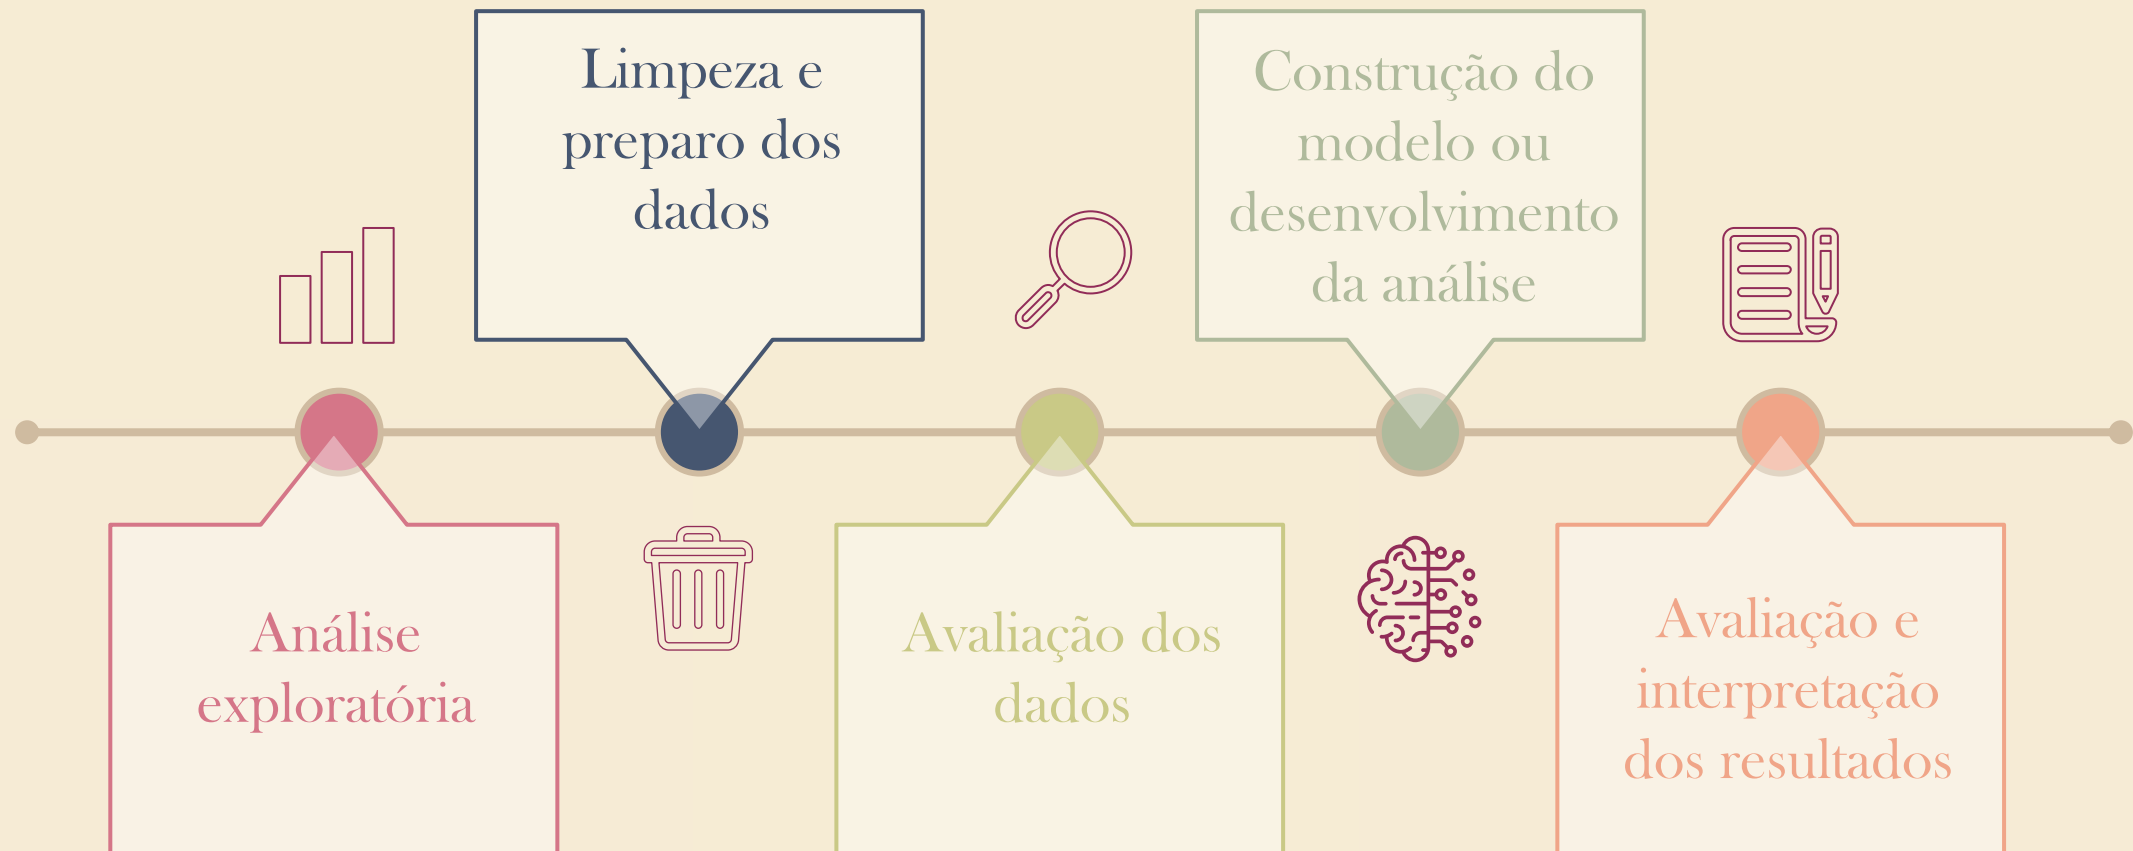 Análise
exploratória
Limpeza e
preparo dos
dados
Avaliação dos
dados
Construção do
modelo ou
desenvolvimento
da análise
Avaliação e
interpretação
dos resultados